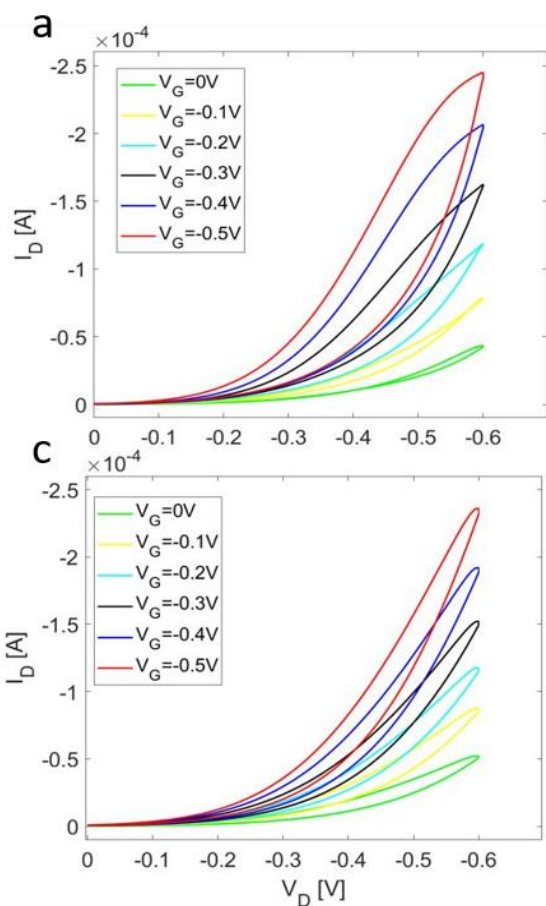 a
×10⁻⁴
-2.5
-2
-1.5
-1
-0.5
0
I_D [A]
V_G=0V
V_G=-0.1V
V_G=-0.2V
V_G=-0.3V
V_G=-0.4V
V_G=-0.5V
0 -0.1 -0.2 -0.3 -0.4 -0.5 -0.6
c
×10⁻⁴
-2.5
-2
-1.5
-1
-0.5
0
I_D [A]
V_G=0V
V_G=-0.1V
V_G=-0.2V
V_G=-0.3V
V_G=-0.4V
V_G=-0.5V
0 -0.1 -0.2 -0.3 -0.4 -0.5 -0.6
V_D [V]